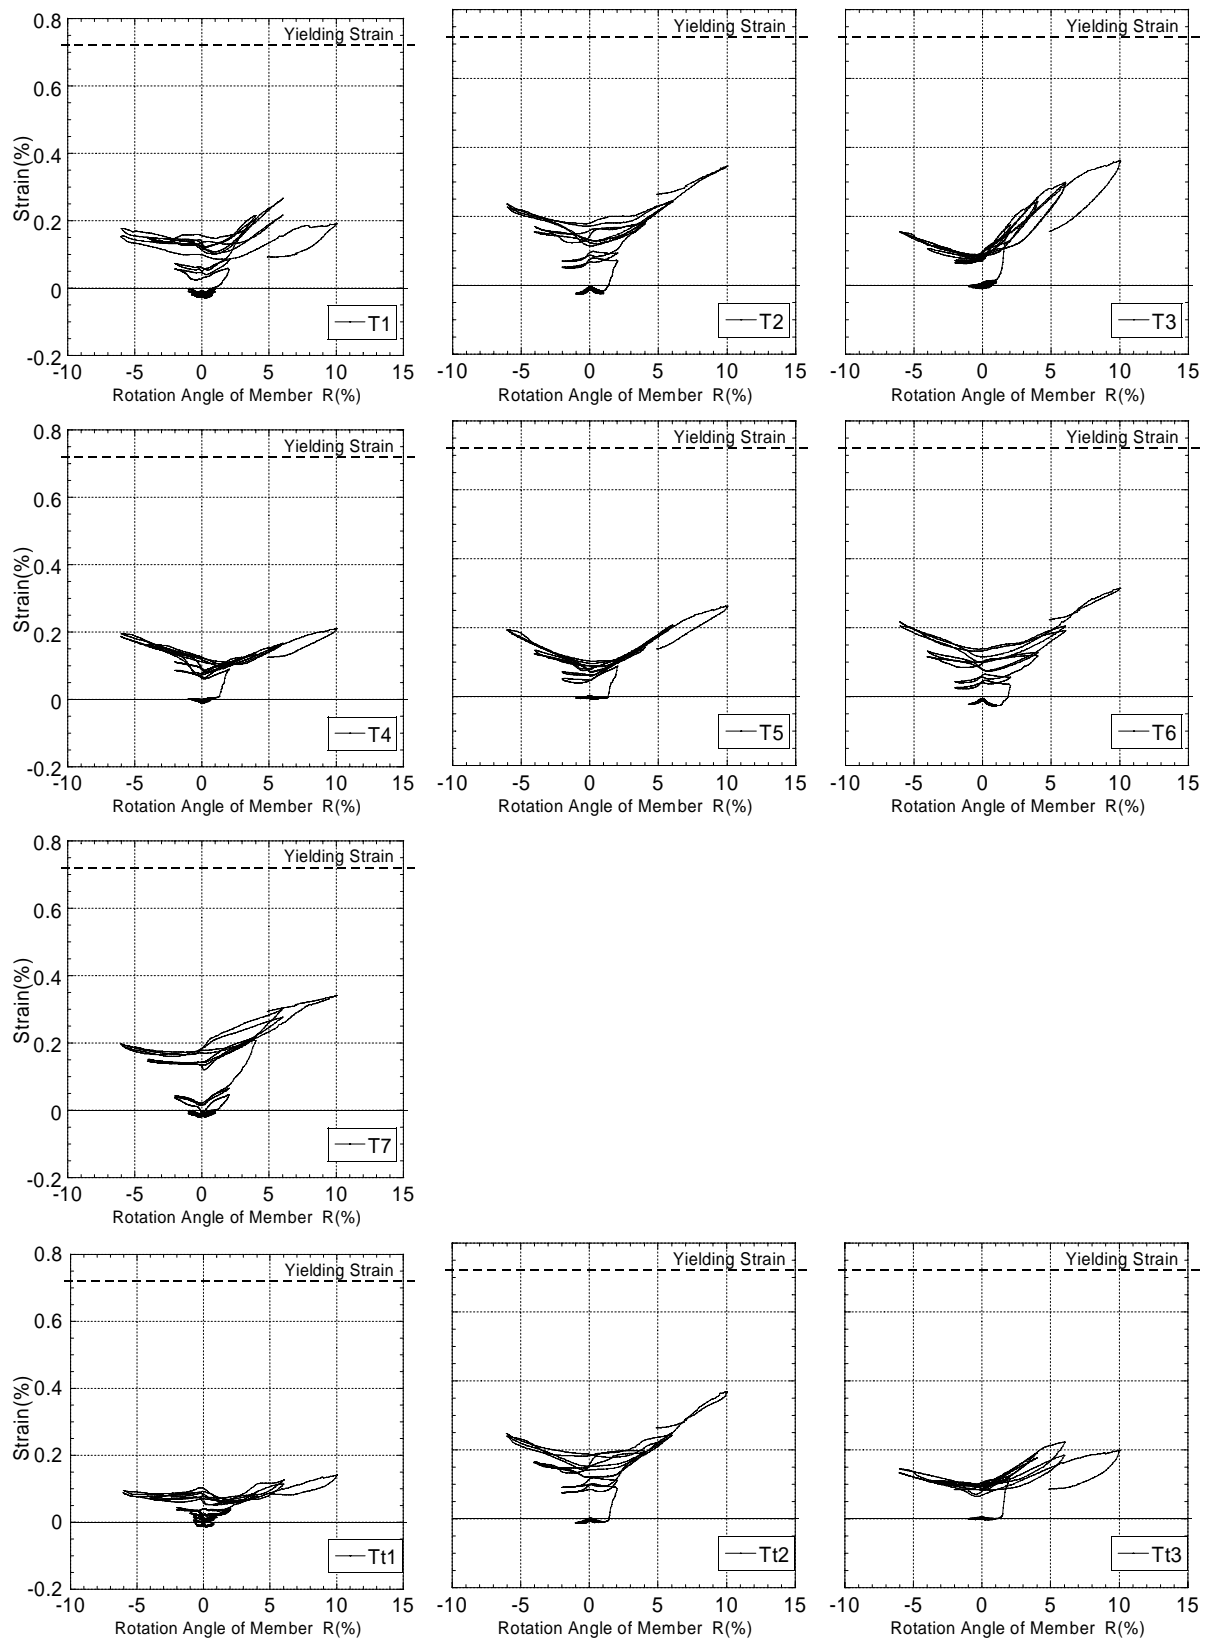 0.8
0.6
0.4
0.2
0
-0.2
Strain(%)
Yielding Strain
T1
-10 -5 0 5 10 15
Rotation Angle of Member R(%)
Yielding Strain
T2
-10 -5 0 5 10 15
Rotation Angle of Member R(%)
Yielding Strain
T3
-10 -5 0 5 10 15
Rotation Angle of Member R(%)
0.8
0.6
0.4
0.2
0
-0.2
Strain(%)
Yielding Strain
T4
-10 -5 0 5 10 15
Rotation Angle of Member R(%)
Yielding Strain
T5
-10 -5 0 5 10 15
Rotation Angle of Member R(%)
Yielding Strain
T6
-10 -5 0 5 10 15
Rotation Angle of Member R(%)
0.8
0.6
0.4
0.2
0
-0.2
Strain(%)
Yielding Strain
T7
-10 -5 0 5 10 15
Rotation Angle of Member R(%)
0.8
0.6
0.4
0.2
0
-0.2
Strain(%)
Yielding Strain
Tt1
-10 -5 0 5 10 15
Rotation Angle of Member R(%)
Yielding Strain
Tt2
-10 -5 0 5 10 15
Rotation Angle of Member R(%)
Yielding Strain
Tt3
-10 -5 0 5 10 15
Rotation Angle of Member R(%)